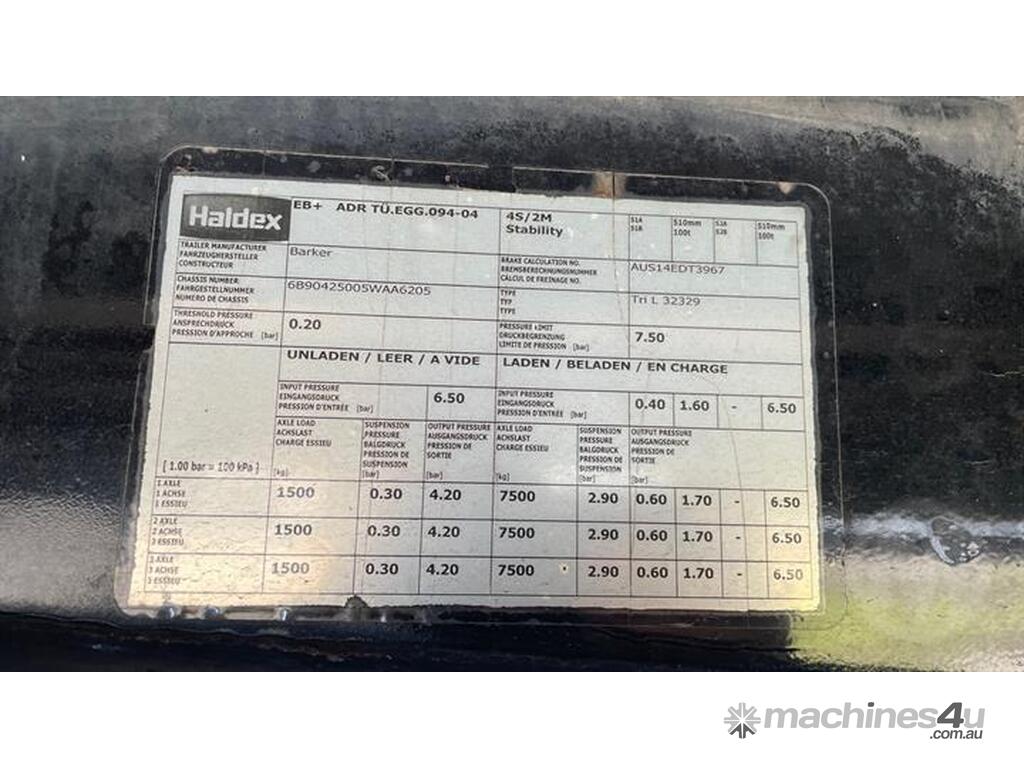 Haldex
EB+ ADR TÜ.EGG.094-04
4S/2M
Stability
S1A
S1B
510mm
100t
S2A
S2B
510mm
100t
TRAILER MANUFACTURER
FAHRZEUGHERSTELLER
CONSTRUCTEUR
Barker
BRAKE CALCULATION NO.
BREMSBERECHNUNGSNUMMER
CALCUL DE FREINAGE NO.
AUS14EDT3967
CHASSIS NUMBER
FAHRGESTELLNUMMER
NUMERO DE CHASSIS
6B90425005WAA6205
TYPE
TYP
TYPE
Tri L 32329
THRESHOLD PRESSURE
ANSPRECHDRUCK
PRESSION D'APPROCHE [bar]
0.20
PRESSURE LIMIT
DRUCKBEGRENZUNG
LIMITE DE PRESSION [bar]
7.50
UNLADEN / LEER / A VIDE
LADEN / BELADEN / EN CHARGE
INPUT PRESSURE
EINGANGSDRUCK
PRESSION D'ENTRÉE [bar]
6.50
INPUT PRESSURE
EINGANGSDRUCK
PRESSION D'ENTRÉE [bar]
0.40 1.60 - 6.50
[ 1.00 bar = 100 kPa ]
AXLE LOAD
ACHSLAST
CHARGE ESSIEU
[kg]
SUSPENSION
PRESSURE
BALGDRUCK
PRESSION DE
SUSPENSION
[bar]
OUTPUT PRESSURE
AUSGANGSDRUCK
PRESSION DE
SORTIE
[bar]
AXLE LOAD
ACHSLAST
CHARGE ESSIEU
[kg]
SUSPENSION
PRESSURE
BALGDRUCK
PRESSION DE
SUSPENSION
[bar]
OUTPUT PRESSURE
AUSGANGSDRUCK
PRESSION DE
SORTIE
[bar]
1 AXLE
1 ACHSE
1 ESSIEU
1500 0.30 4.20 7500 2.90 0.60 1.70 - 6.50
2 AXLE
2 ACHSE
2 ESSIEU
1500 0.30 4.20 7500 2.90 0.60 1.70 - 6.50
3 AXLE
3 ACHSE
3 ESSIEU
1500 0.30 4.20 7500 2.90 0.60 1.70 - 6.50
machines4u
.com.au